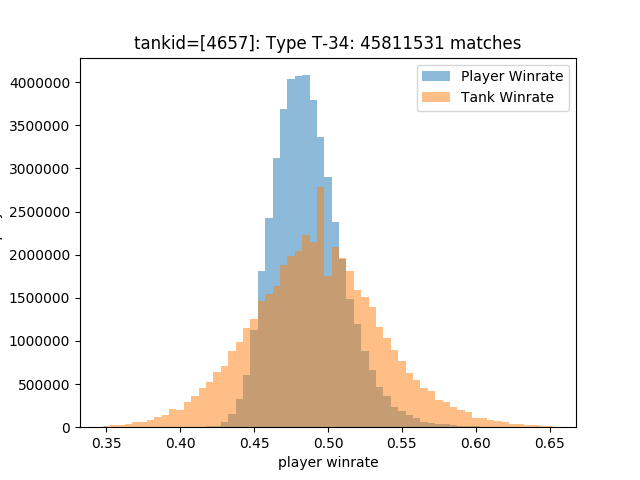 tankid=[4657]: Type T-34: 45811531 matches
Player Winrate
Tank Winrate
4000000
3500000
3000000
2500000
2000000
1500000
1000000
500000
0
0.35 0.40 0.45 0.50 0.55 0.60 0.65
player winrate